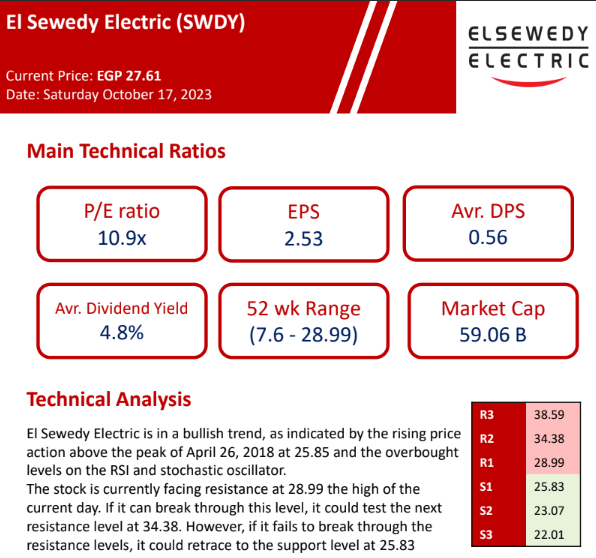 El Sewedy Electric (SWDY)
ELSEWEDY
ELECTRIC
Current Price: EGP 27.61
Date: Saturday October 17, 2023
Main Technical Ratios
P/E ratio
10.9x
EPS
2.53
Avr. DPS
0.56
Avr. Dividend Yield
4.8%
52 wk Range
(7.6 - 28.99)
Market Cap
59.06 B
Technical Analysis
El Sewedy Electric is in a bullish trend, as indicated by the rising price
action above the peak of April 26, 2018 at 25.85 and the overbought
levels on the RSI and stochastic oscillator.
The stock is currently facing resistance at 28.99 the high of the
current day. If it can break through this level, it could test the next
resistance level at 34.38. However, if it fails to break through the
resistance levels, it could retrace to the support level at 25.83
R3 38.59
R2 34.38
R1 28.99
S1 25.83
S2 23.07
S3 22.01